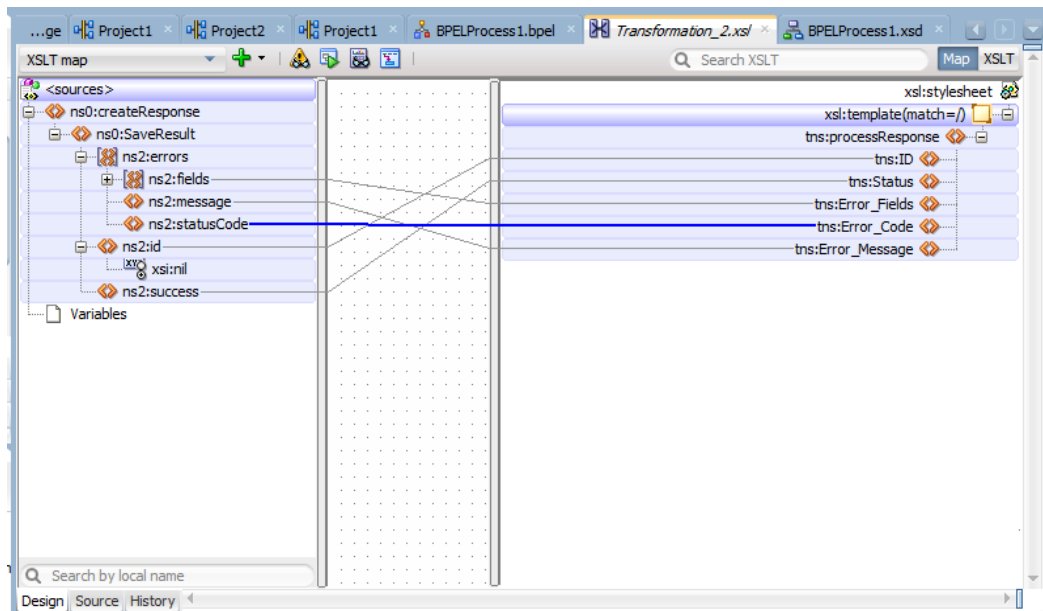 ...ge Project1 Project2 Project1 BPELProcess1.bpel Transformation_2.xsl BPELProcess1.xsd
XSLT map Search XSLT Map XSLT
<sources> xsl:stylesheet
ns0:createResponse xsl:template(match=/)
ns0:SaveResult tns:processResponse
ns2:errors tns:ID
ns2:fields tns:Status
ns2:message tns:Error_Fields
ns2:statusCode tns:Error_Code
ns2:id tns:Error_Message
xsi:nil
ns2:success
Variables
Search by local name
Design Source History